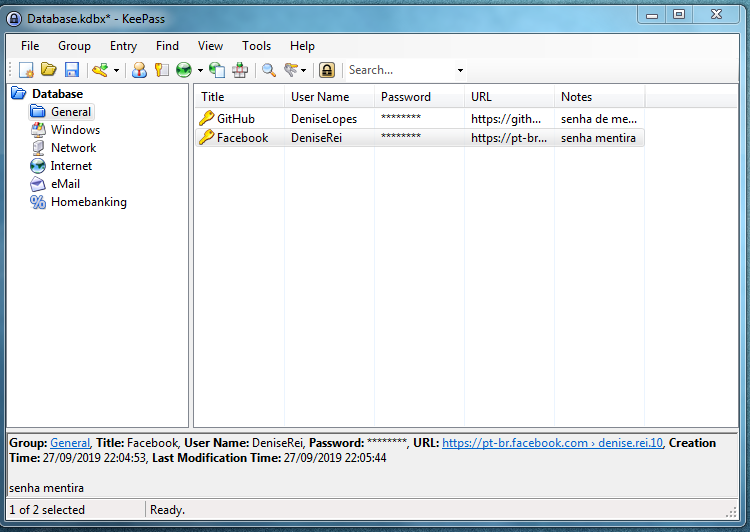 Database.kdbx* - KeePass
File Group Entry Find View Tools Help
Search...
Database
General
Windows
Network
Internet
eMail
Homebanking
Title User Name Password URL Notes
GitHub DeniseLopes ******** https://gith... senha de me...
Facebook DeniseRei ******** https://pt-br... senha mentira
Group: General, Title: Facebook, User Name: DeniseRei, Password: ********, URL: https://pt-br.facebook.com › denise.rei.10, Creation
Time: 27/09/2019 22:04:53, Last Modification Time: 27/09/2019 22:05:44
senha mentira
1 of 2 selected Ready.